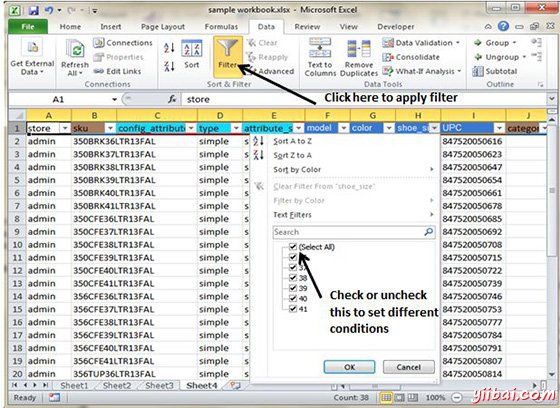 sample workbook.xlsx - Microsoft Excel
File Home Insert Page Layout Formulas Data Review View Developer
Get External Data Refresh All Connections Properties Edit Links Sort Filter Clear Reapply Advanced Text to Columns Remove Duplicates Data Validation Consolidate What-If Analysis Group Ungroup Subtotal
Connections Sort & Filter Data Tools Outline
Click here to apply filter
A1 fx store
A B C D E F G H I J
1 store sku config_attribut type attribute_s model color shoe_si UPC categor
2 admin 350BRK36LTR13FAL simple s 847520050616
3 admin 350BRK37LTR13FAL simple s 847520050623
4 admin 350BRK38LTR13FAL simple s 847520050630
5 admin 350BRK39LTR13FAL simple s 847520050647
6 admin 350BRK40LTR13FAL simple s 847520050654
7 admin 350BRK41LTR13FAL simple s 847520050661
9 admin 350CFE36LTR13FAL simple s 847520050685
10 admin 350CFE37LTR13FAL simple s 847520050692
11 admin 350CFE38LTR13FAL simple s 847520050708
12 admin 350CFE39LTR13FAL simple s 847520050715
13 admin 350CFE40LTR13FAL simple s 847520050722
14 admin 350CFE41LTR13FAL simple s 847520050739
15 admin 356CFE36LTR13FAL simple s 847520050746
16 admin 356CFE37LTR13FAL simple s 847520050753
17 admin 356CFE38LTR13FAL simple s 847520050760
18 admin 356CFE39LTR13FAL simple s 847520050777
19 admin 356CFE40LTR13FAL simple s 847520050784
admin 356CFE41LTR13FAL simple s 847520050791
20 admin 356TUP36LTR13FAL simple s 847520050814
Sort A to Z
Sort Z to A
Sort by Color
Clear Filter From "shoe_size"
Filter by Color
Text Filters
Search
(Select All)
37
38
39
40
41
Check or uncheck
this to set different
conditions
OK Cancel
Sheet1 Sheet2 Sheet3 Sheet4
Ready Count: 38 100%
yiibai.com